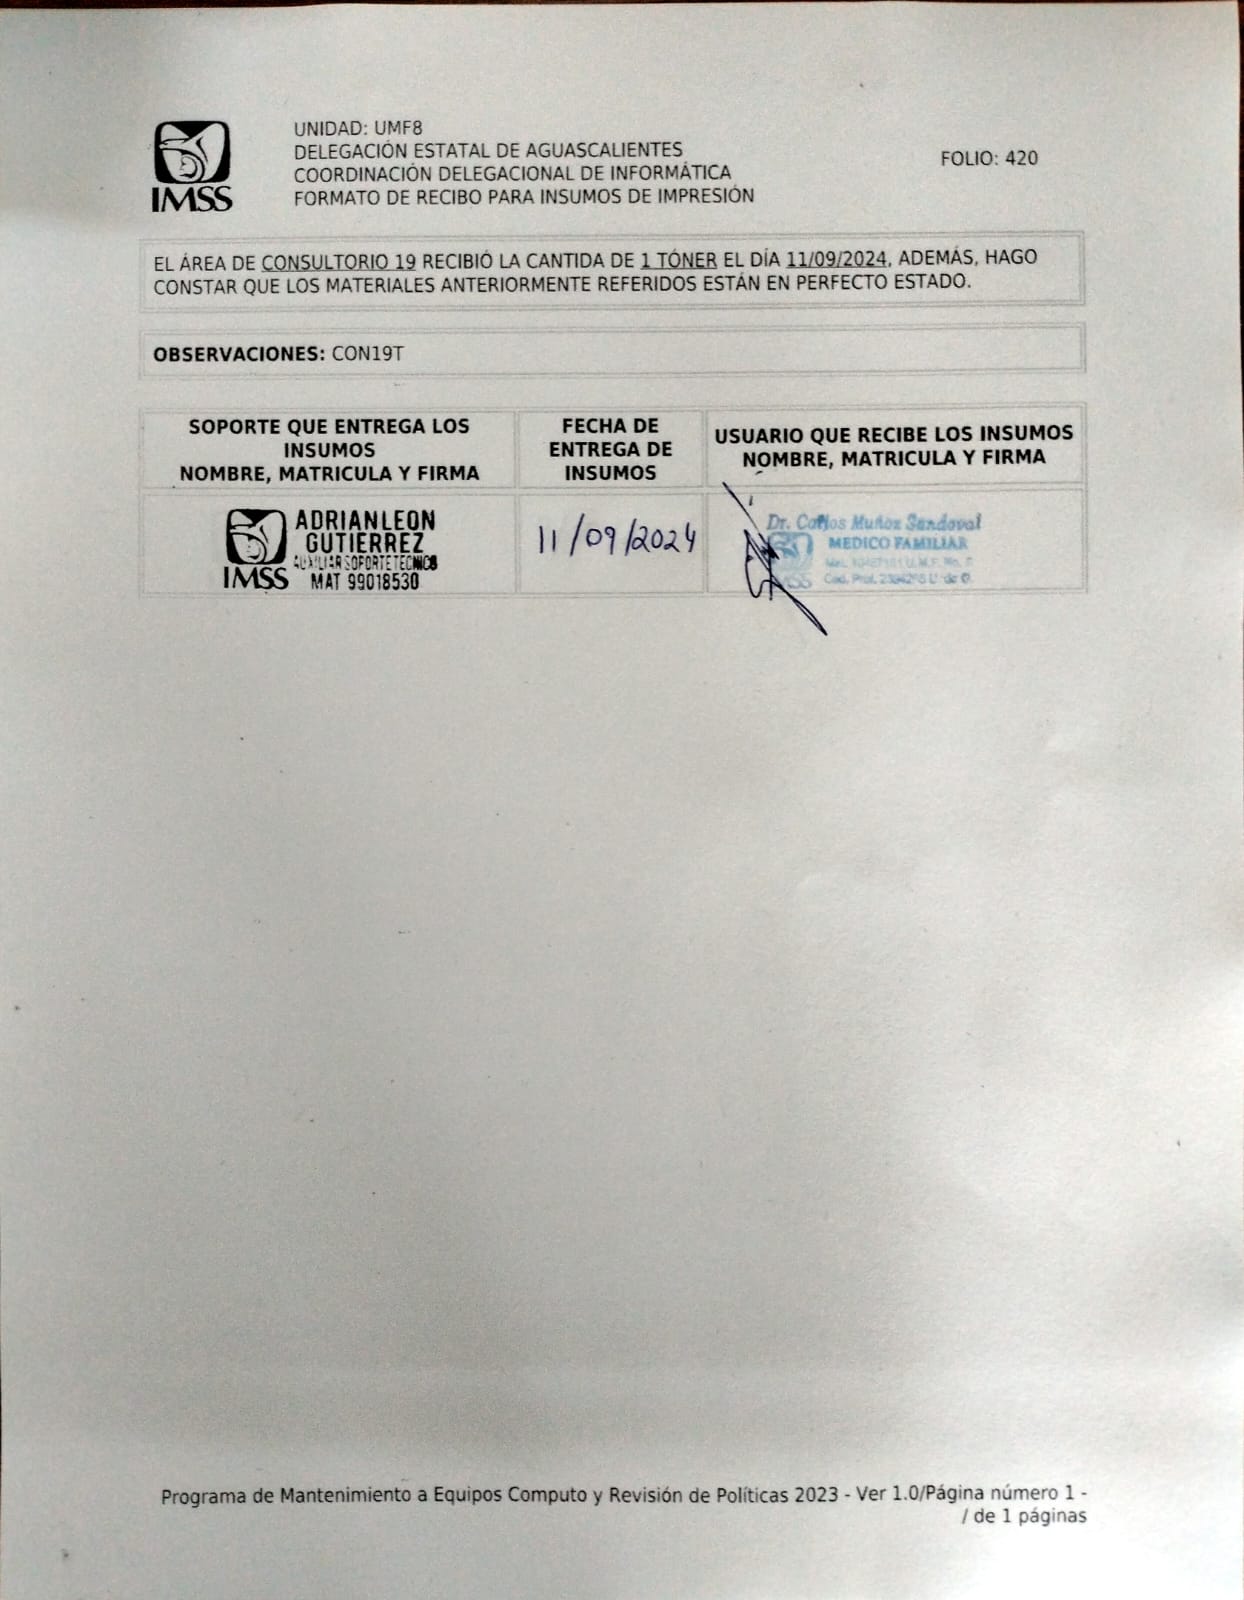 IMSS
UNIDAD: UMF8
DELEGACIÓN ESTATAL DE AGUASCALIENTES
COORDINACIÓN DELEGACIONAL DE INFORMÁTICA
FORMATO DE RECIBO PARA INSUMOS DE IMPRESIÓN
FOLIO: 420
EL ÁREA DE CONSULTORIO 19 RECIBIÓ LA CANTIDA DE 1 TÓNER EL DÍA 11/09/2024, ADEMÁS, HAGO
CONSTAR QUE LOS MATERIALES ANTERIORMENTE REFERIDOS ESTÁN EN PERFECTO ESTADO.
OBSERVACIONES: CON19T
SOPORTE QUE ENTREGA LOS
INSUMOS
NOMBRE, MATRICULA Y FIRMA
FECHA DE
ENTREGA DE
INSUMOS
USUARIO QUE RECIBE LOS INSUMOS
NOMBRE, MATRICULA Y FIRMA
IMSS
ADRIAN LEON
GUTIERREZ
AUXILIAR SOPORTE TECNICO
MAT 99018530
11/09/2024
Dr. Carlos Muñoz Sandoval
MEDICO FAMILIAR
Mat. U.M.F. No.
Ced. Prof. U de G.
Programa de Mantenimiento a Equipos Computo y Revisión de Políticas 2023 - Ver 1.0/Página número 1 -
/ de 1 páginas